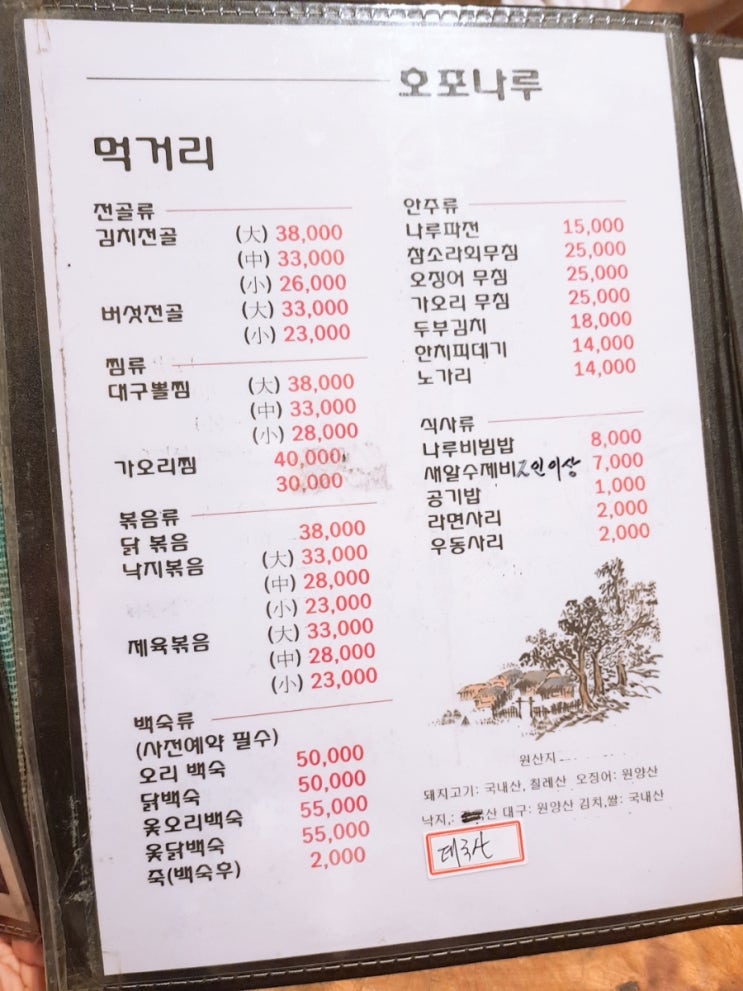 호포나루
먹거리
전골류
김치전골 (大) 38,000
(中) 33,000
(小) 26,000
버섯전골 (大) 33,000
(小) 23,000
찜류
대구뽈찜 (大) 38,000
(中) 33,000
(小) 28,000
가오리찜 40,000
30,000
볶음류
닭 볶음 38,000
낙지볶음 (大) 33,000
(中) 28,000
(小) 23,000
제육볶음 (大) 33,000
(中) 28,000
(小) 23,000
백숙류
(사전예약 필수)
오리 백숙 50,000
닭백숙 50,000
옻오리백숙 55,000
옻닭백숙 55,000
죽(백숙후) 2,000
안주류
나루파전 15,000
참소라회무침 25,000
오징어 무침 25,000
가오리 무침 25,000
두부김치 18,000
한치피데기 14,000
노가리 14,000
식사류
나루비빔밥 8,000
새알수제비 2인이상 7,000
공기밥 1,000
라면사리 2,000
우동사리 2,000
원산지
돼지고기: 국내산, 칠레산 오징어: 원양산
낙지,: 산 대구: 원양산 김치,쌀: 국내산
태국산